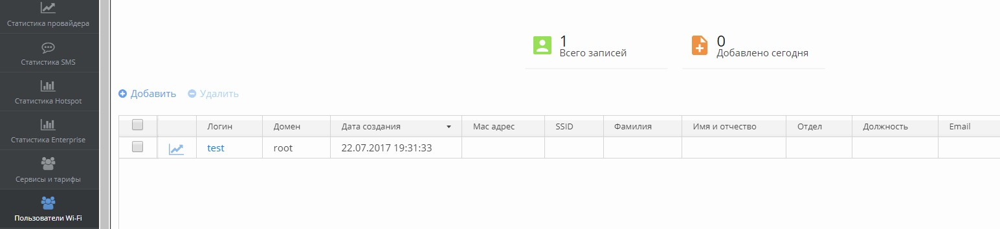 Статистика провайдера
Статистика SMS
Статистика Hotspot
Статистика Enterprise
Сервисы и тарифы
Пользователи Wi-Fi
1
Всего записей
0
Добавлено сегодня
Добавить Удалить
Логин Домен Дата создания Мас адрес SSID Фамилия Имя и отчество Отдел Должность Email
test root 22.07.2017 19:31:33